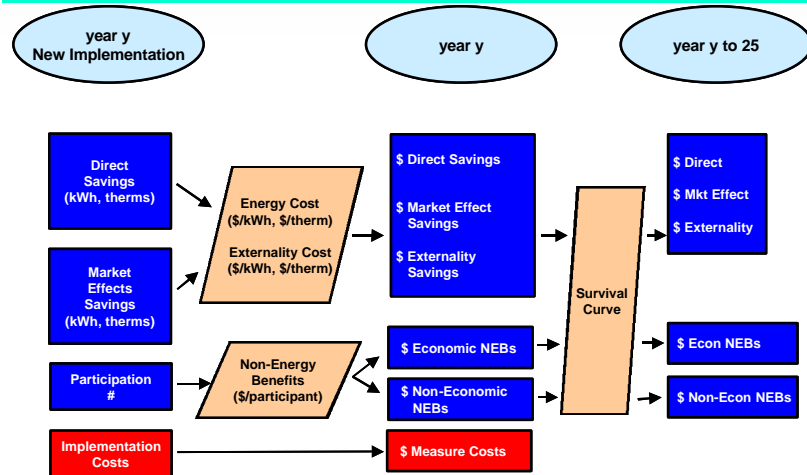 year y
New Implementation
year y
year y to 25
Direct
Savings
(kWh, therms)
Market
Effects
Savings
(kWh, therms)
Energy Cost
($/kWh, $/therm)
Externality Cost
($/kWh, $/therm)
$ Direct Savings
$ Market Effect
Savings
$ Externality
Savings
Survival
Curve
$ Direct
$ Mkt Effect
$ Externality
Participation
#
Non-Energy
Benefits
($/participant)
$ Economic NEBs
$ Non-Economic
NEBs
$ Econ NEBs
$ Non-Econ NEBs
Implementation
Costs
$ Measure Costs